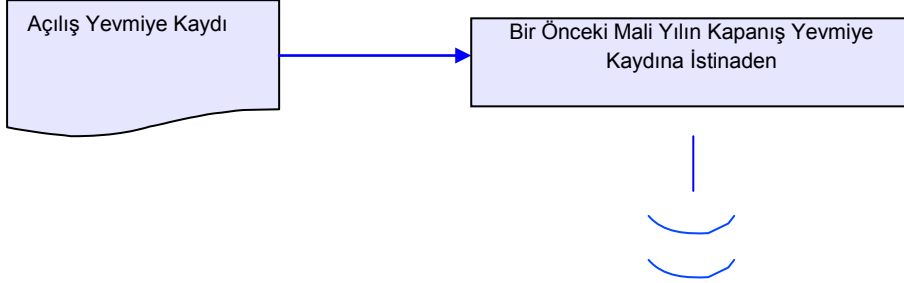 Açılış Yevmiye Kaydı
Bir Önceki Mali Yılın Kapanış Yevmiye
Kaydına İstinaden